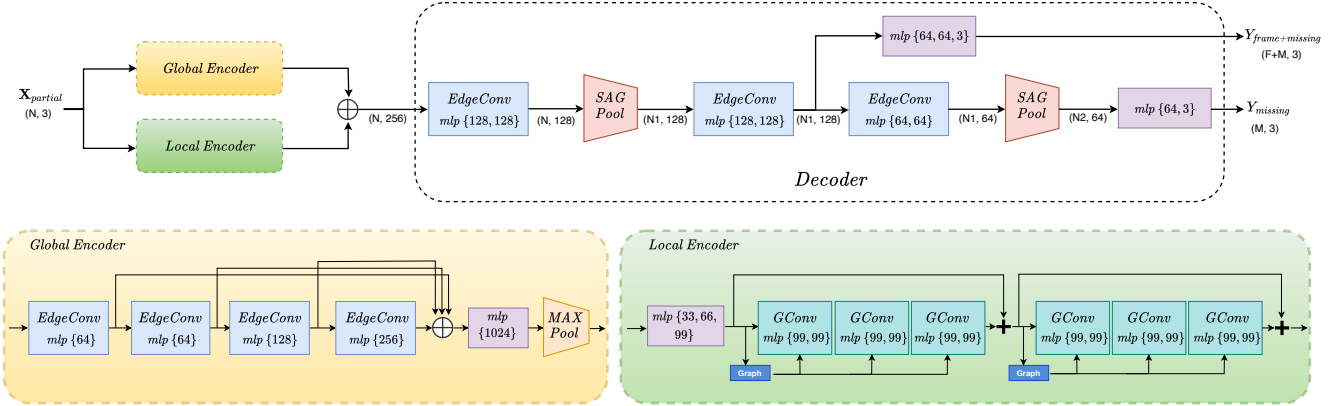 X_partial
(N, 3)
Global Encoder
Local Encoder
(N, 256)
EdgeConv
mlp {128, 128}
(N, 128)
SAG
Pool
(N1, 128)
EdgeConv
mlp {128, 128}
(N1, 128)
mlp {64, 64, 3}
Y_frame+missing
(F+M, 3)
EdgeConv
mlp {64, 64}
(N1, 64)
SAG
Pool
(N2, 64)
mlp {64, 3}
Y_missing
(M, 3)
Decoder
Global Encoder
EdgeConv
mlp {64}
EdgeConv
mlp {64}
EdgeConv
mlp {128}
EdgeConv
mlp {256}
mlp
{1024}
MAX
Pool
Local Encoder
mlp {33, 66,
99}
Graph
GConv
mlp {99, 99}
GConv
mlp {99, 99}
GConv
mlp {99, 99}
Graph
GConv
mlp {99, 99}
GConv
mlp {99, 99}
GConv
mlp {99, 99}